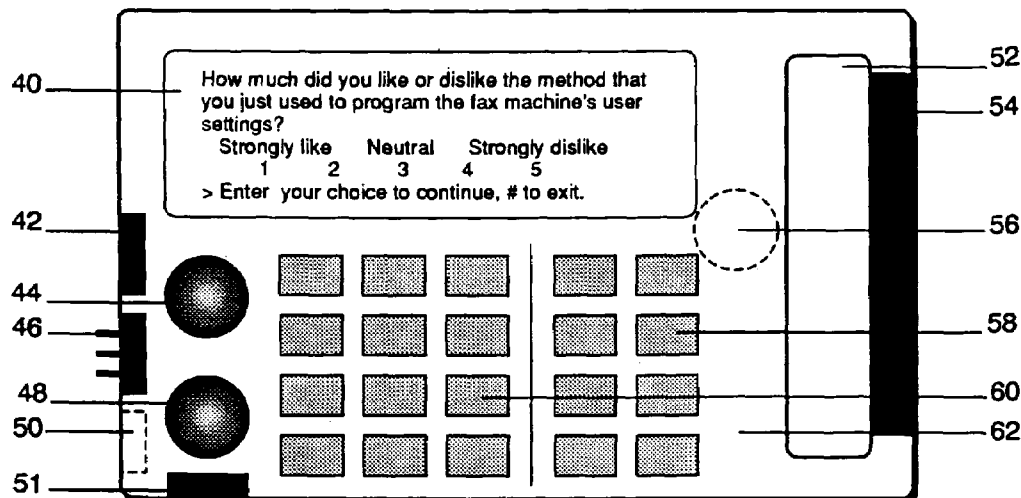 How much did you like or dislike the method that
you just used to program the fax machine's user
settings?
Strongly like Neutral Strongly dislike
1 2 3 4 5
> Enter your choice to continue, # to exit.
40
42
44
46
48
50
51
52
54
56
58
60
62